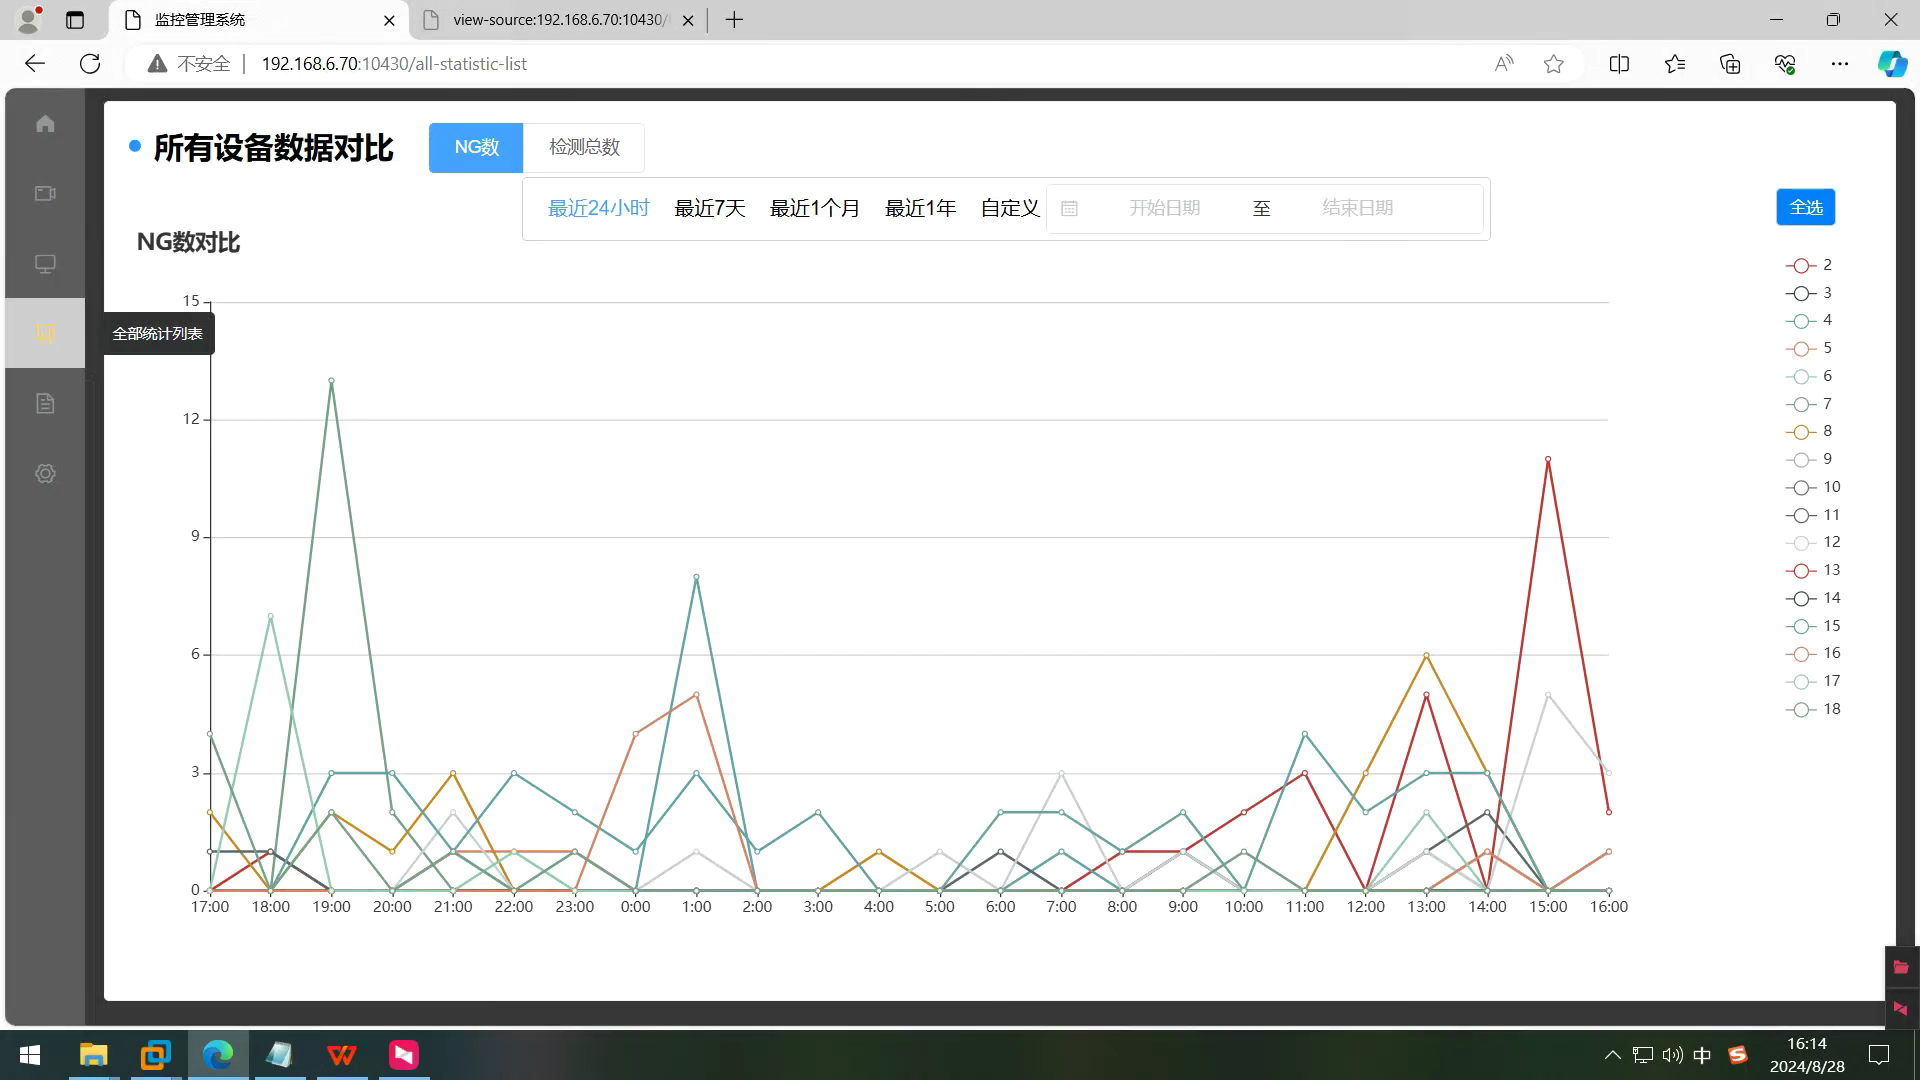 监控管理系统
view-source:192.168.6.70:10430/
不安全
192.168.6.70:10430/all-statistic-list
所有设备数据对比
NG数
检测总数
最近24小时 最近7天 最近1个月 最近1年 自定义 开始日期 至 结束日期
全选
NG数对比
全部统计列表
15
12
9
6
3
0
17:00 18:00 19:00 20:00 21:00 22:00 23:00 0:00 1:00 2:00 3:00 4:00 5:00 6:00 7:00 8:00 9:00 10:00 11:00 12:00 13:00 14:00 15:00 16:00
2
3
4
5
6
7
8
9
10
11
12
13
14
15
16
17
18
中
16:14
2024/8/28